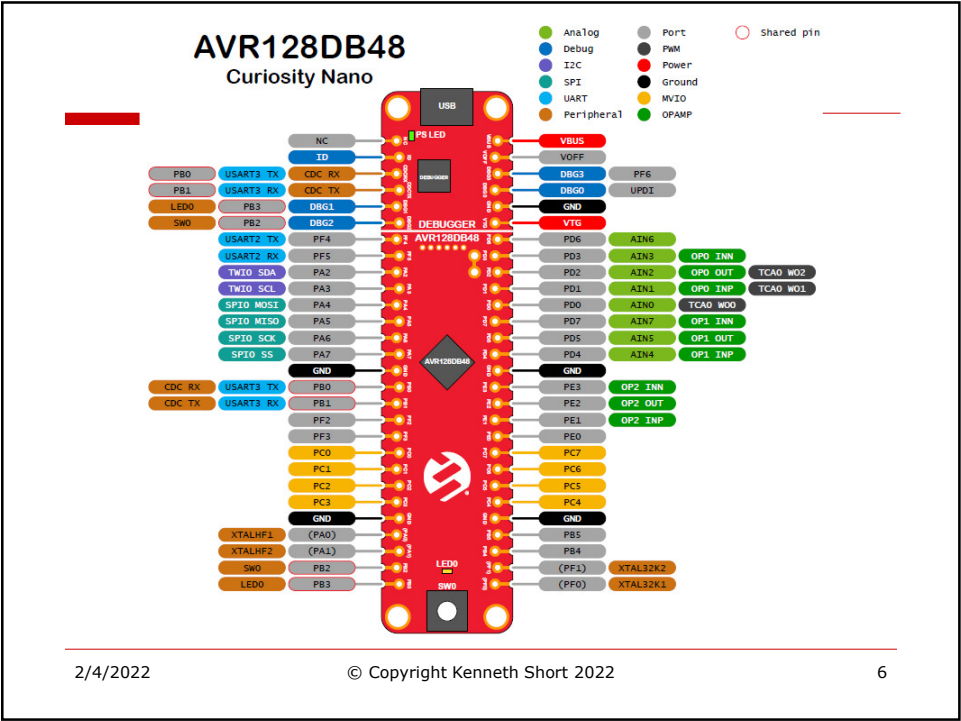 AVR128DB48
Curiosity Nano
Analog Port Shared pin
Debug PWM
I2C Power
SPI Ground
UART MVIO
Peripheral OPAMP
USB
PS LED
NC VBUS
ID VOFF
PB0 USART3 TX CDC RX DEBUGGER DBG3 PF6
PB1 USART3 RX CDC TX DBG0 UPDI
LED0 PB3 DBG1 GND
SW0 PB2 DBG2 DEBUGGER VTG
USART2 TX PF4 AVR128DB48 PD6 AIN6
USART2 RX PF5 PD3 AIN3 OP0 INN
TWI0 SDA PA2 PD2 AIN2 OP0 OUT TCA0 WO2
TWI0 SCL PA3 PD1 AIN1 OP0 INP TCA0 WO1
SPI0 MOSI PA4 PD0 AIN0 TCA0 WO0
SPI0 MISO PA5 PD7 AIN7 OP1 INN
SPI0 SCK PA6 PD5 AIN5 OP1 OUT
SPI0 SS PA7 AVR128DB48 PD4 AIN4 OP1 INP
GND GND
CDC RX USART3 TX PB0 PE3 OP2 INN
CDC TX USART3 RX PB1 PE2 OP2 OUT
PF2 PE1 OP2 INP
PF3 PE0
PC0 PC7
PC1 PC6
PC2 PC5
PC3 PC4
GND GND
XTALHF1 (PA0) PB5
XTALHF2 (PA1) PB4
SW0 PB2 LED0 (PF1) XTAL32K2
LED0 PB3 SW0 (PF0) XTAL32K1
2/4/2022 © Copyright Kenneth Short 2022 6